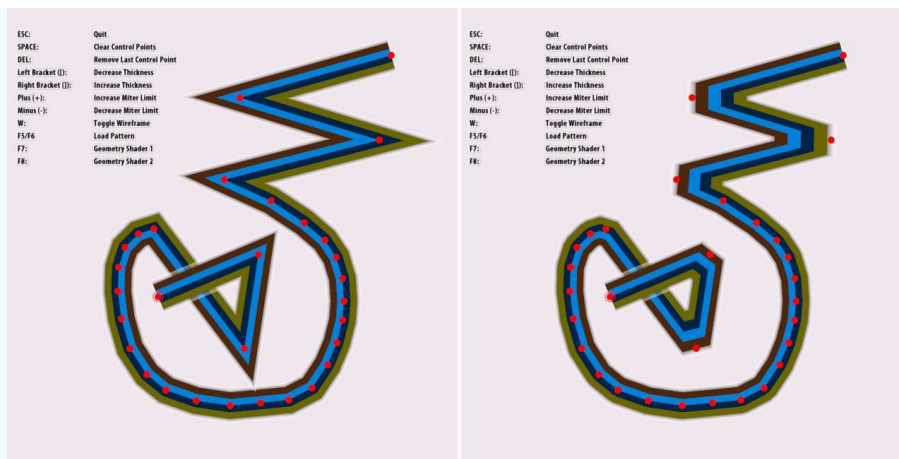 ESC: Quit
SPACE: Clear Control Points
DEL: Remove Last Control Point
Left Bracket ([): Decrease Thickness
Right Bracket (]): Increase Thickness
Plus (+): Increase Miter Limit
Minus (-): Decrease Miter Limit
W: Toggle Wireframe
F5/F6 Load Pattern
F7: Geometry Shader 1
F8: Geometry Shader 2
ESC: Quit
SPACE: Clear Control Points
DEL: Remove Last Control Point
Left Bracket ([): Decrease Thickness
Right Bracket (]): Increase Thickness
Plus (+): Increase Miter Limit
Minus (-): Decrease Miter Limit
W: Toggle Wireframe
F5/F6 Load Pattern
F7: Geometry Shader 1
F8: Geometry Shader 2